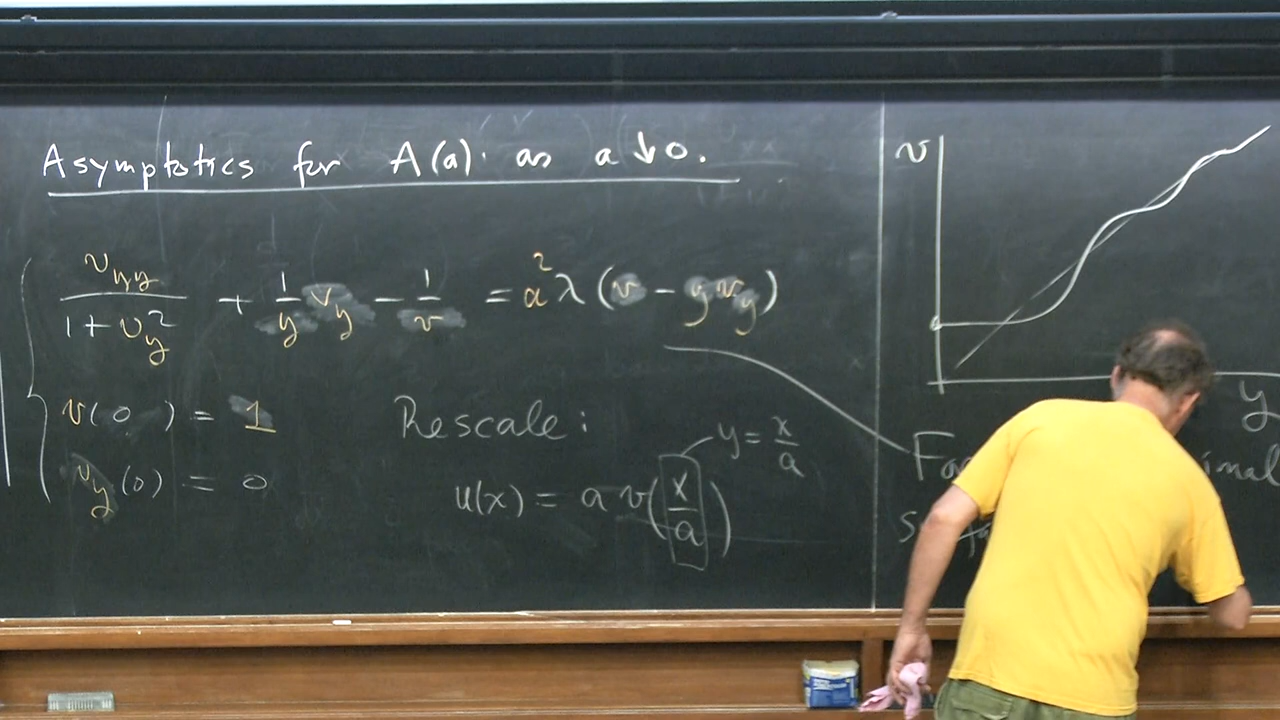 Asymptotics for A(a) as a ↓ 0.
v_yy / (1 + v_y^2) + 1/y v_y - 1/v = a^2 λ (v - y v_y)
v(0) = 1
v_y(0) = 0
Rescale:
y = x/a
u(x) = a v(x/a)
v
y